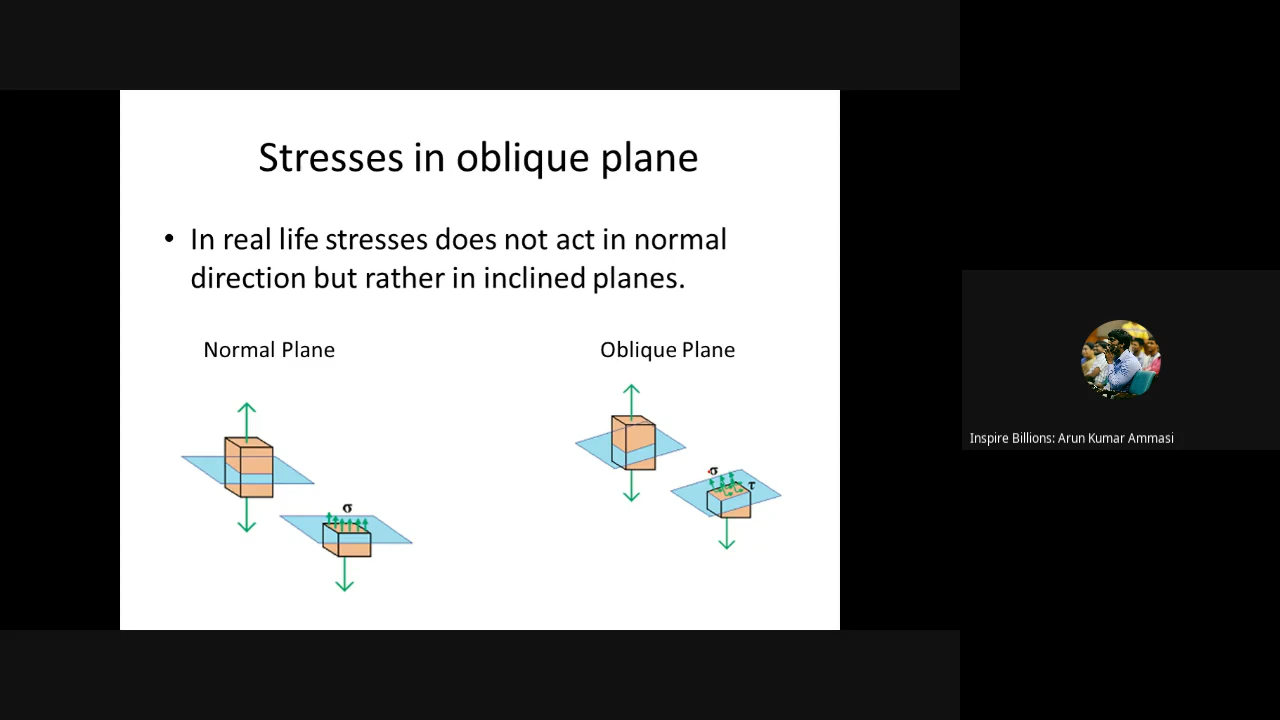 Stresses in oblique plane
• In real life stresses does not act in normal
direction but rather in inclined planes.
Normal Plane
Oblique Plane
σ
σ
τ
Inspire Billions: Arun Kumar Ammasi